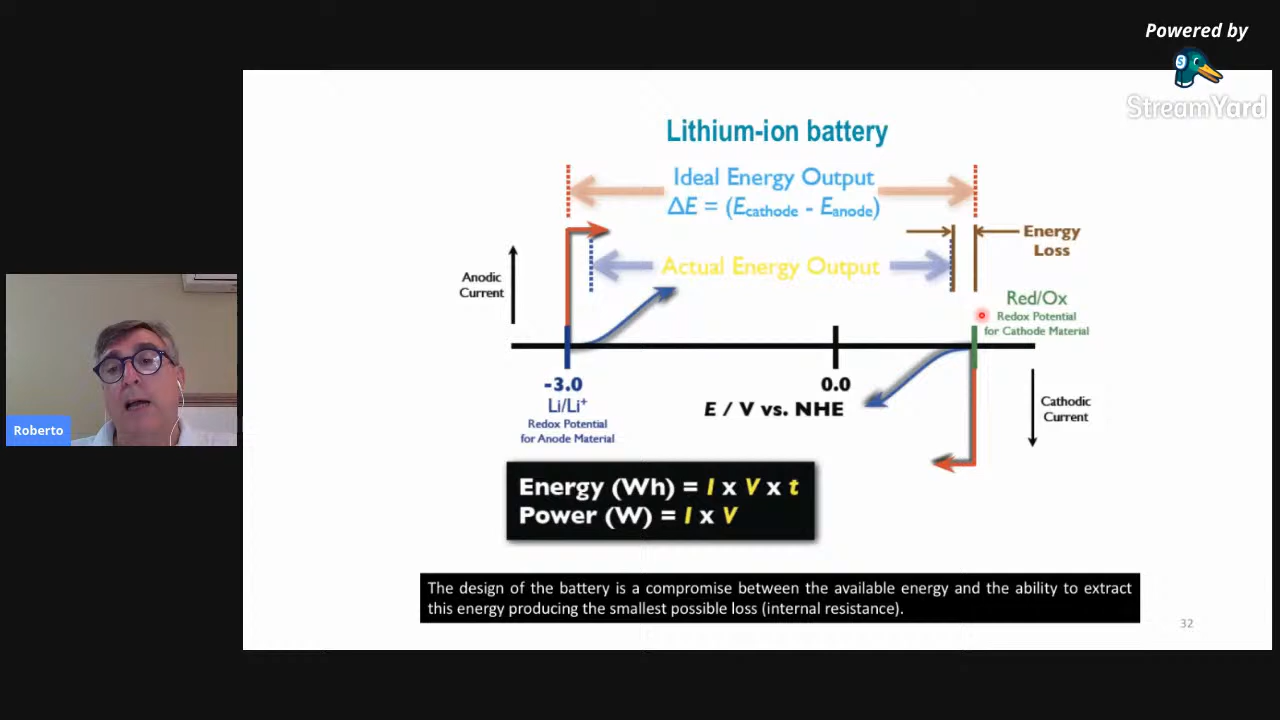 Powered by
StreamYard
Lithium-ion battery
Ideal Energy Output
ΔE = (Ecathode - Eanode)
Energy
Loss
Actual Energy Output
Anodic
Current
Red/Ox
Redox Potential
for Cathode Material
-3.0
0.0
Li/Li⁺
E / V vs. NHE
Redox Potential
for Anode Material
Cathodic
Current
Roberto
Energy (Wh) = I x V x t
Power (W) = I x V
The design of the battery is a compromise between the available energy and the ability to extract
this energy producing the smallest possible loss (internal resistance).
32